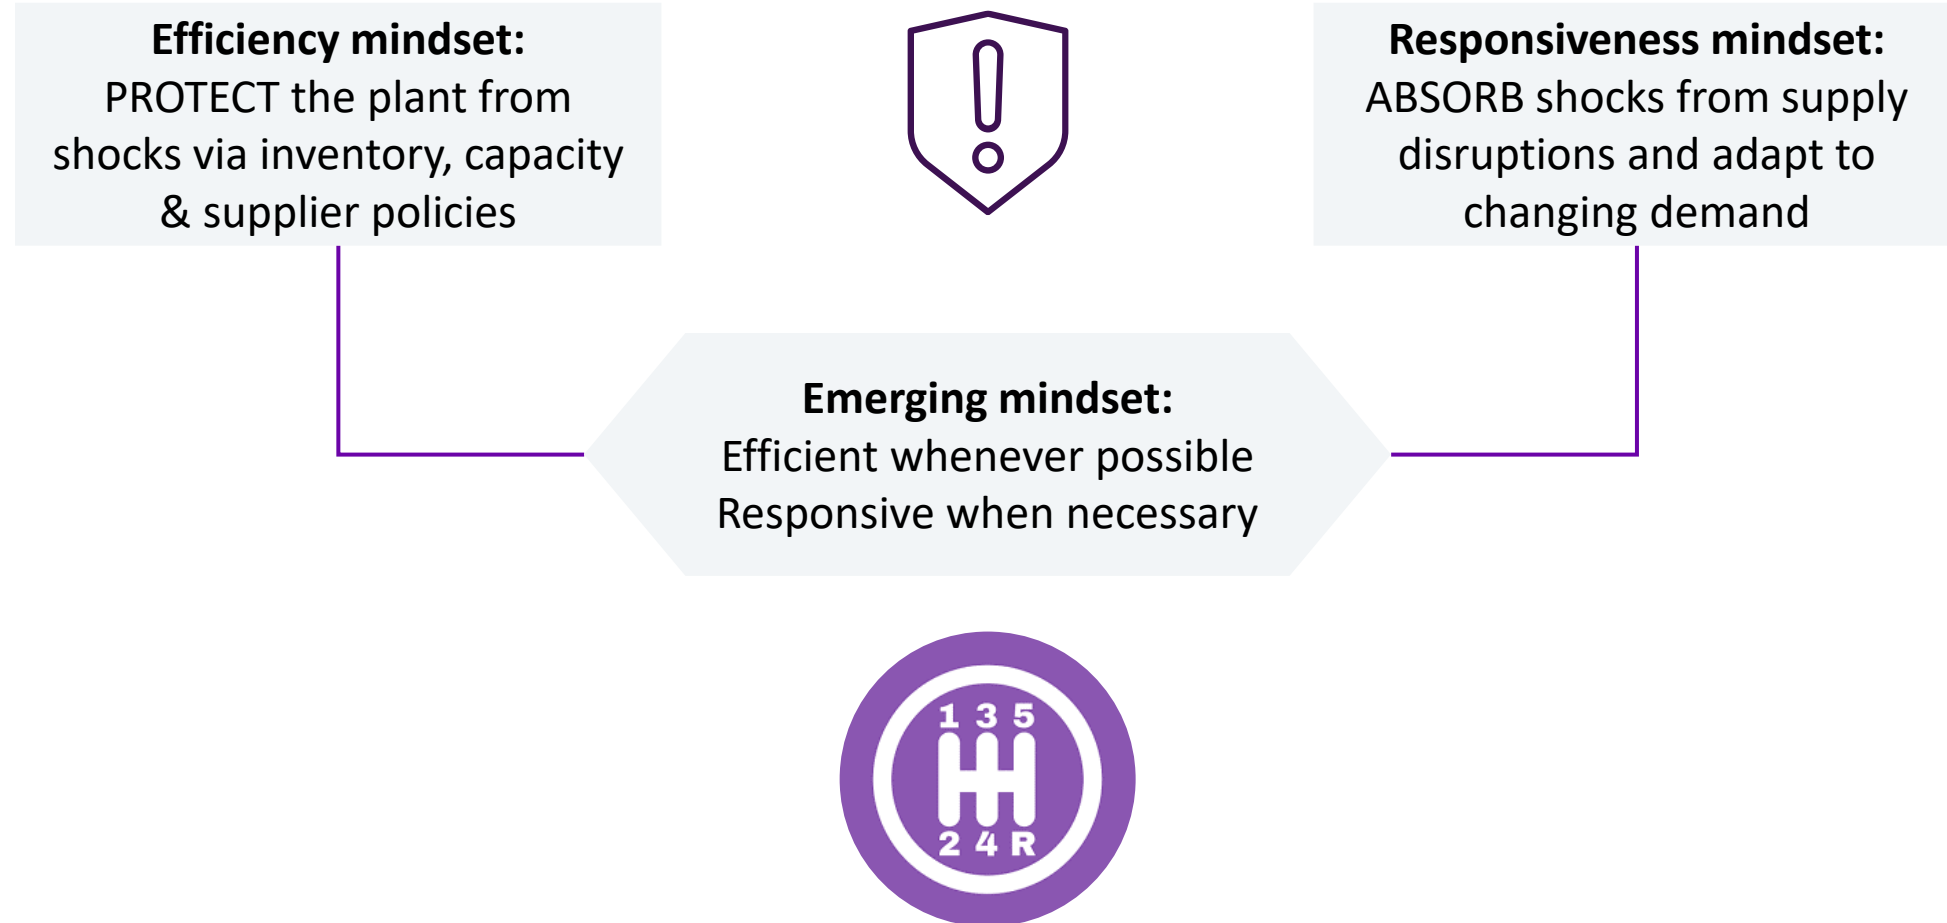 Efficiency mindset:
PROTECT the plant from
shocks via inventory, capacity
& supplier policies
Responsiveness mindset:
ABSORB shocks from supply
disruptions and adapt to
changing demand
Emerging mindset:
Efficient whenever possible
Responsive when necessary
1 3 5
2 4 R